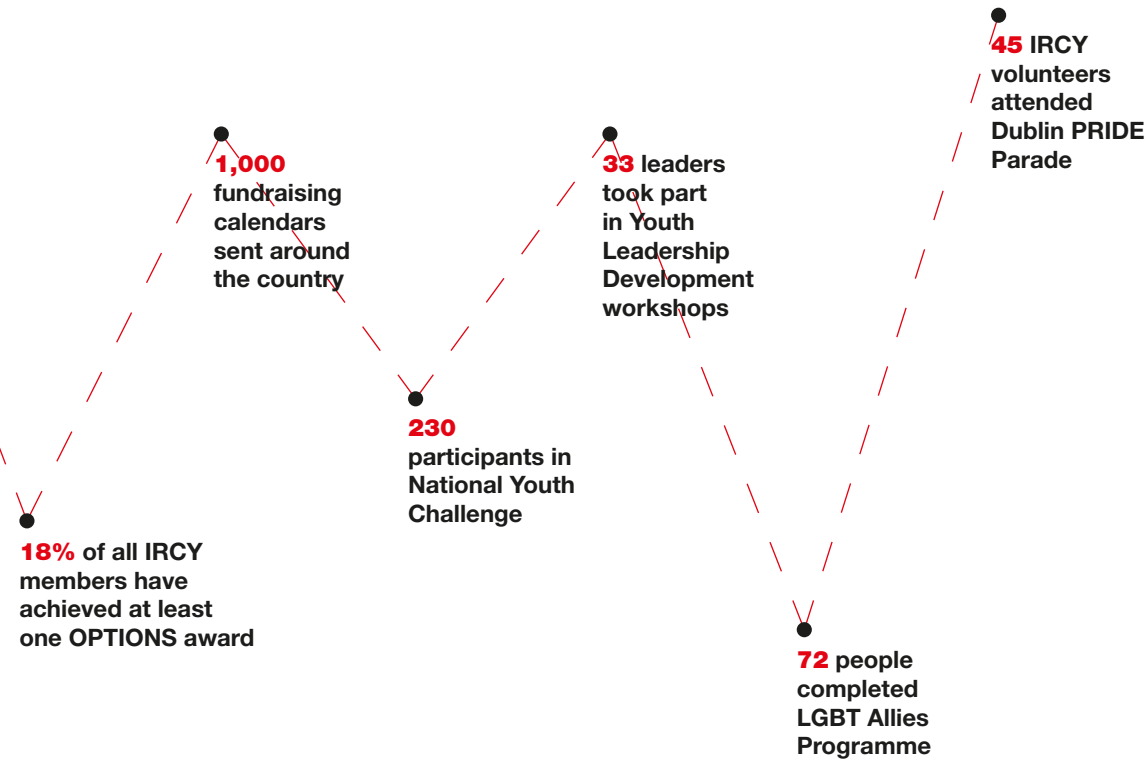 18% of all IRCY
members have
achieved at least
one OPTIONS award
1,000
fundraising
calendars
sent around
the country
230
participants in
National Youth
Challenge
33 leaders
took part
in Youth
Leadership
Development
workshops
72 people
completed
LGBT Allies
Programme
45 IRCY
volunteers
attended
Dublin PRIDE
Parade